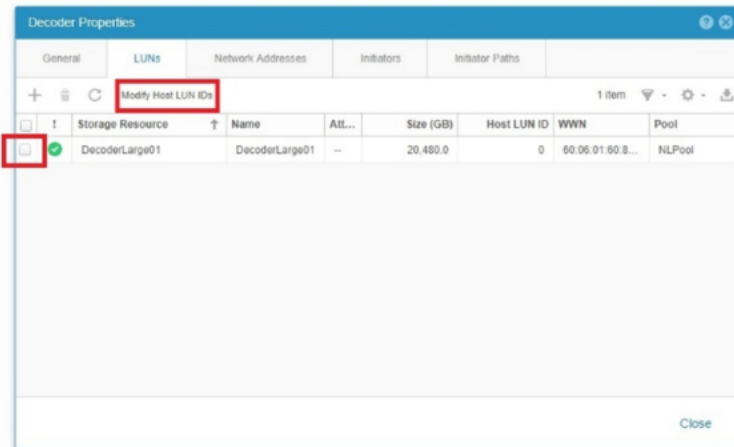 Decoder Properties
General LUNs Network Addresses Initiators Initiator Paths
Modify Host LUN IDs 1 item
! Storage Resource Name Att... Size (GB) Host LUN ID WWN Pool
DecoderLarge01 DecoderLarge01 -- 20,480.0 0 60:06:01:60:8... NLPool
Close